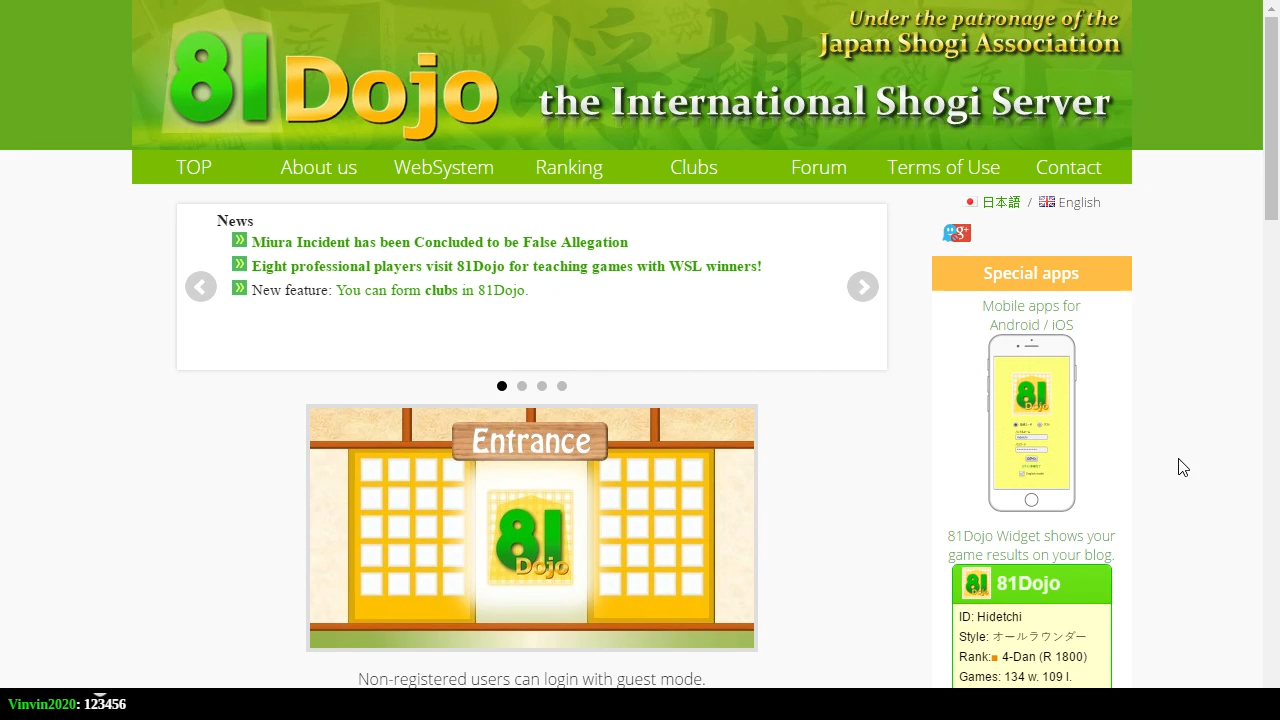 81Dojo
Under the patronage of the
Japan Shogi Association
the International Shogi Server
将棋
TOP About us WebSystem Ranking Clubs Forum Terms of Use Contact
日本語 / English
News
Miura Incident has been Concluded to be False Allegation
Eight professional players visit 81Dojo for teaching games with WSL winners!
New feature: You can form clubs in 81Dojo.
g+
Special apps
Mobile apps for
Android / iOS
81
Dojo
Entrance
81
Dojo
Non-registered users can login with guest mode.
81Dojo Widget shows your
game results on your blog.
81Dojo
ID: Hidetchi
Style: オールラウンダー
Rank: 4-Dan (R 1800)
Games: 134 w. 109 l.
Vinvin2020: 123456